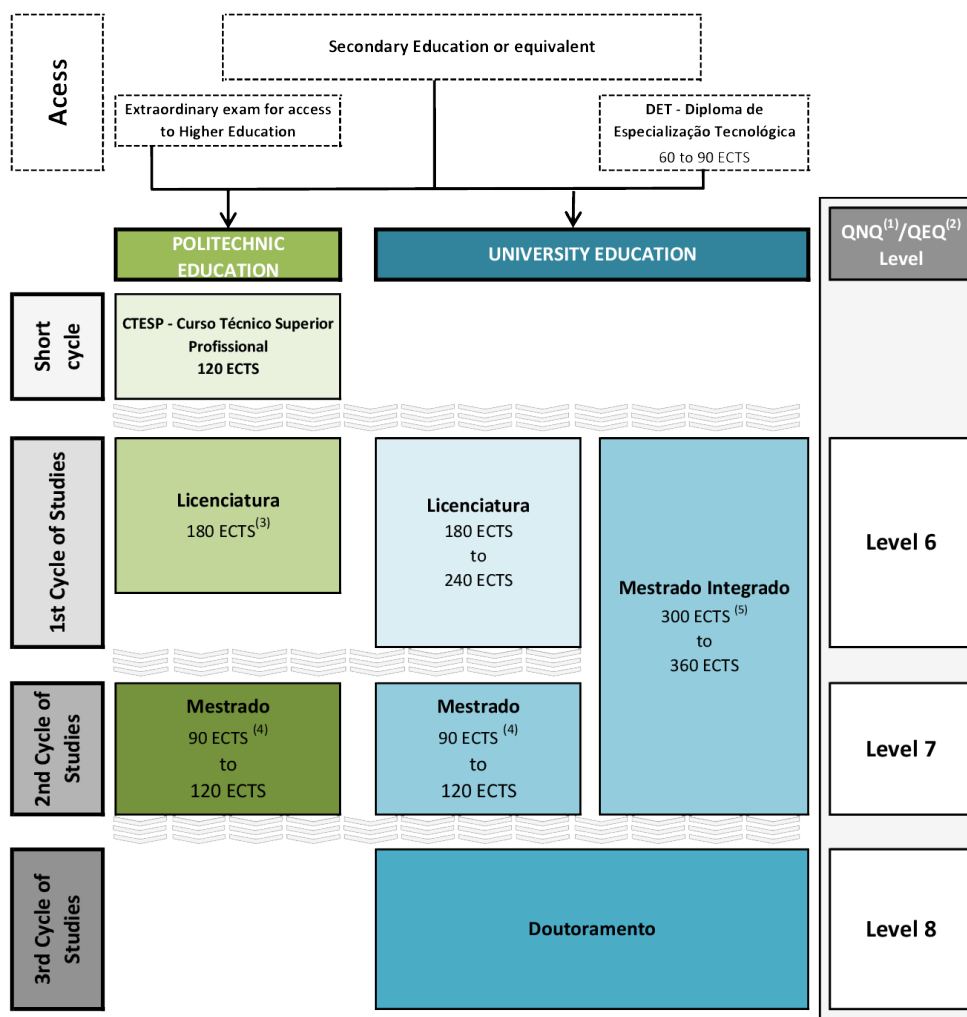 Acess
Secondary Education or equivalent
Extraordinary exam for access
to Higher Education
DET - Diploma de
Especialização Tecnológica
60 to 90 ECTS
POLITECHNIC
EDUCATION
UNIVERSITY EDUCATION
QNQ(1)/QEQ(2)
Level
Short
cycle
CTESP - Curso Técnico Superior
Profissional
120 ECTS
1st Cycle of Studies
Licenciatura
180 ECTS(3)
Licenciatura
180 ECTS
to
240 ECTS
Mestrado Integrado
300 ECTS (5)
to
360 ECTS
Level 6
2nd Cycle of
Studies
Mestrado
90 ECTS (4)
to
120 ECTS
Mestrado
90 ECTS (4)
to
120 ECTS
Level 7
3rd Cycle of
Studies
Doutoramento
Level 8